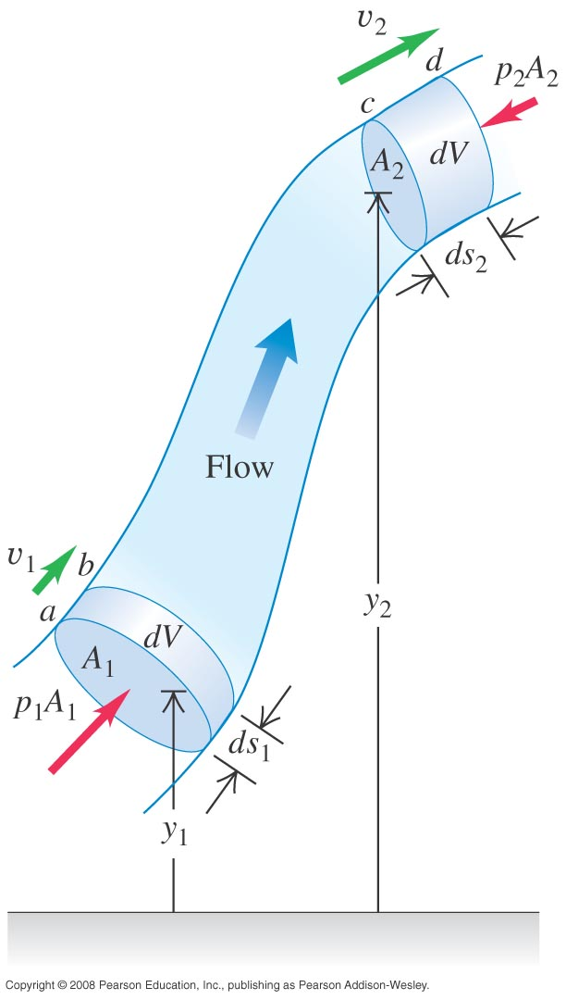 v₂
d
p₂A₂
c
A₂
dV
ds₂
Flow
v₁
b
y₂
a
dV
A₁
p₁A₁
ds₁
y₁
Copyright © 2008 Pearson Education, Inc., publishing as Pearson Addison-Wesley.